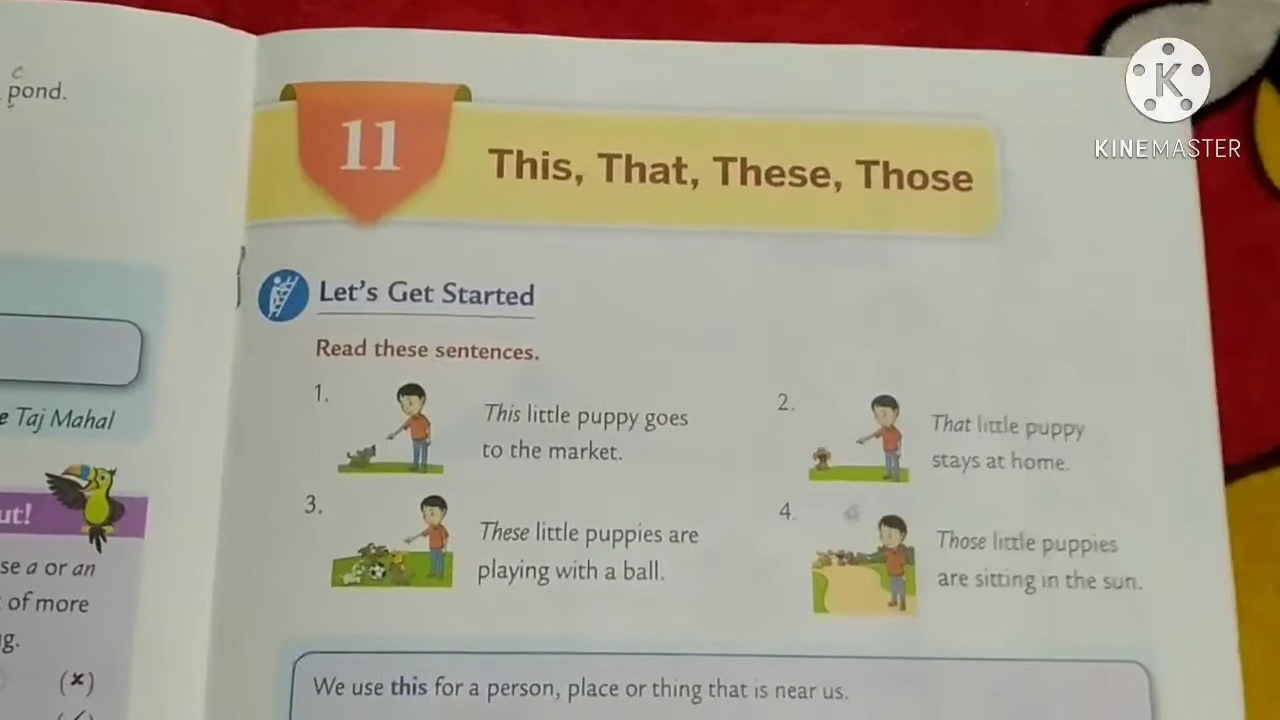 pond.
e Taj Mahal
ut!
se a or an
of more
g.
(×)
11
This, That, These, Those
Let's Get Started
Read these sentences.
1.
This little puppy goes
to the market.
2.
That little puppy
stays at home.
3.
These little puppies are
playing with a ball.
4.
Those little puppies
are sitting in the sun.
We use this for a person, place or thing that is near us.
K
KINEMASTER